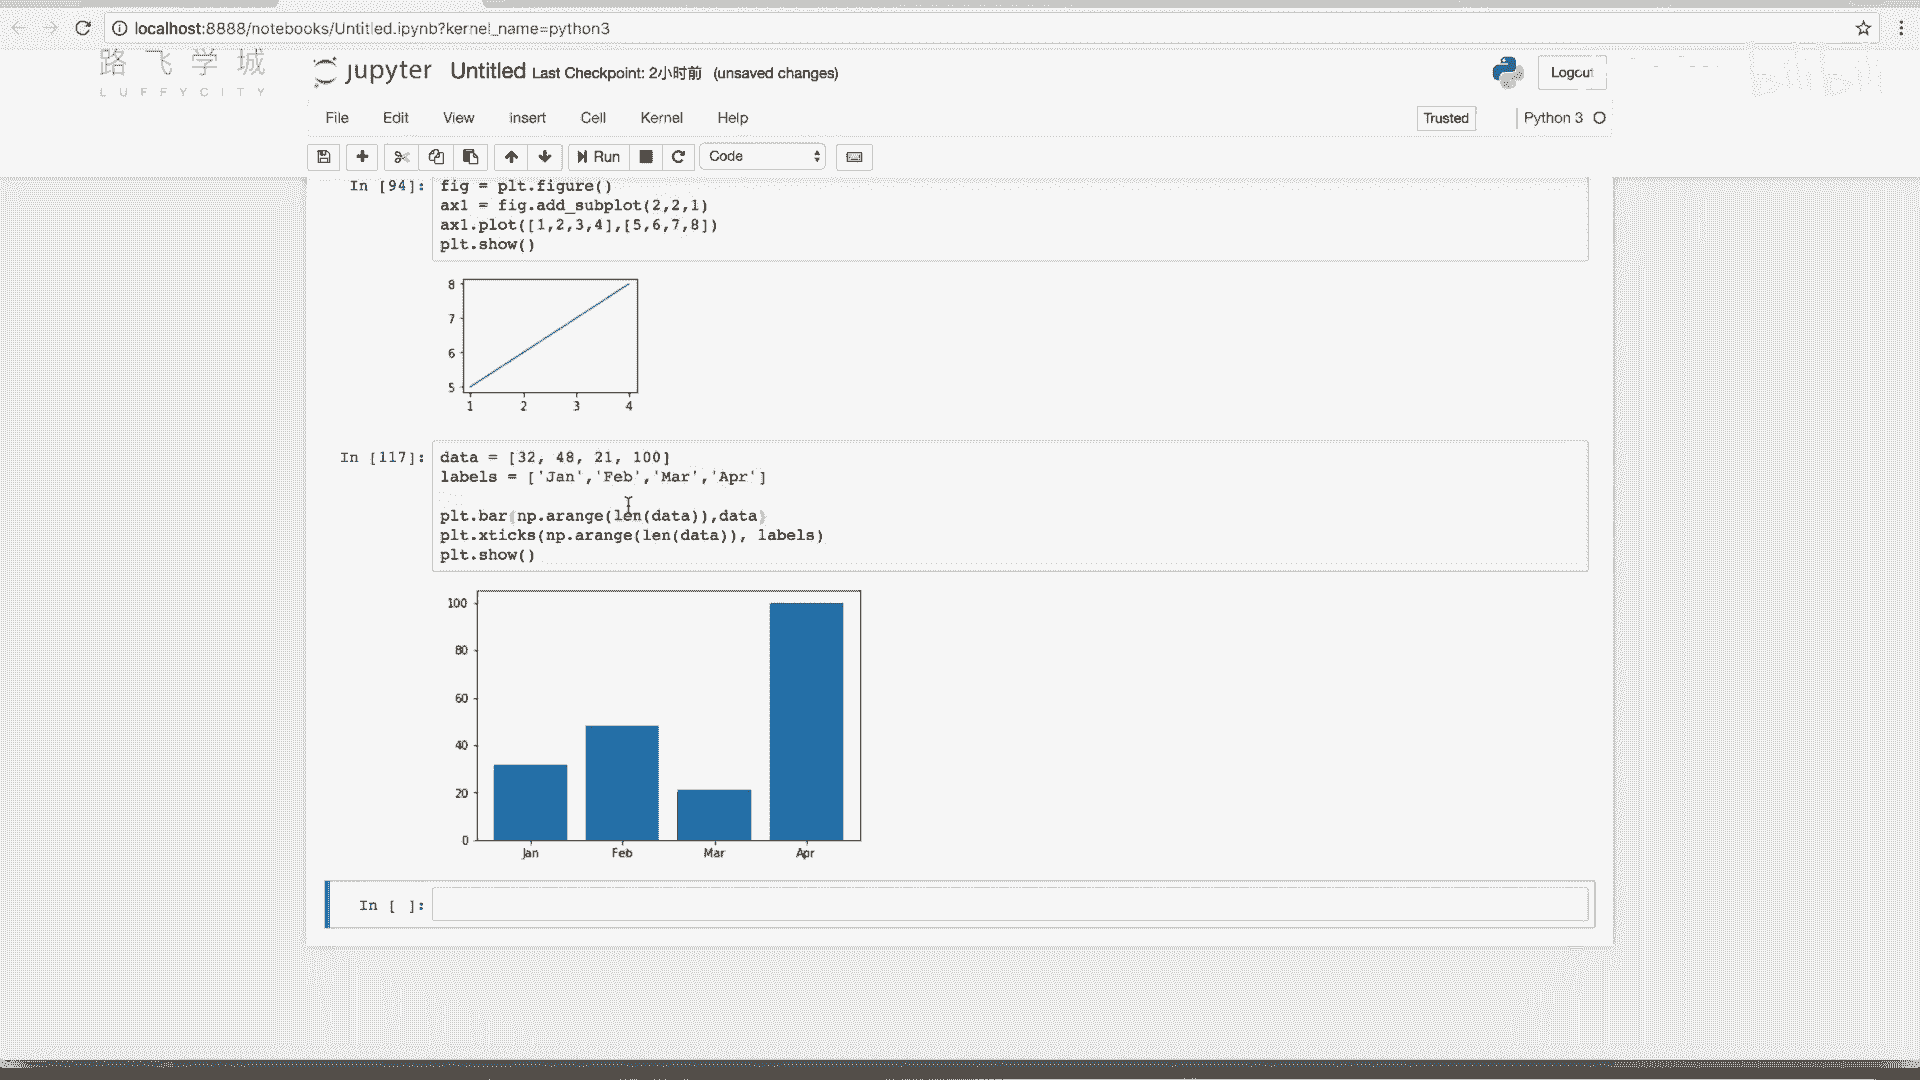 localhost:8888/notebooks/Untitled.ipynb?kernel_name=python3
路飞学城
LUFFYCITY
jupyter Untitled Last Checkpoint: 2小时前 (unsaved changes)
Logout
File Edit View Insert Cell Kernel Help
Trusted Python 3
Run Code
In [94]: fig = plt.figure()
ax1 = fig.add_subplot(2,2,1)
ax1.plot([1,2,3,4],[5,6,7,8])
plt.show()
8
7
6
5
1 2 3 4
In [117]: data = [32, 48, 21, 100]
labels = ['Jan','Feb','Mar','Apr']
plt.bar(np.arange(len(data)),data)
plt.xticks(np.arange(len(data)), labels)
plt.show()
100
80
60
40
20
0
Jan Feb Mar Apr
In [ ]:
bilibili